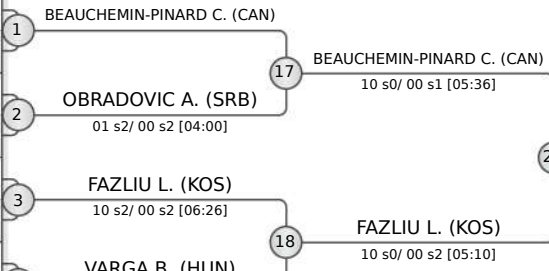 BEAUCHEMIN-PINARD C. (CAN)
1
BEAUCHEMIN-PINARD C. (CAN)
17
10 s0/ 00 s1 [05:36]
OBRADOVIC A. (SRB)
2
01 s2/ 00 s2 [04:00]
FAZLIU L. (KOS)
3
10 s2/ 00 s2 [06:26]
FAZLIU L. (KOS)
18
10 s0/ 00 s2 [05:10]
VARGA B. (HUN)